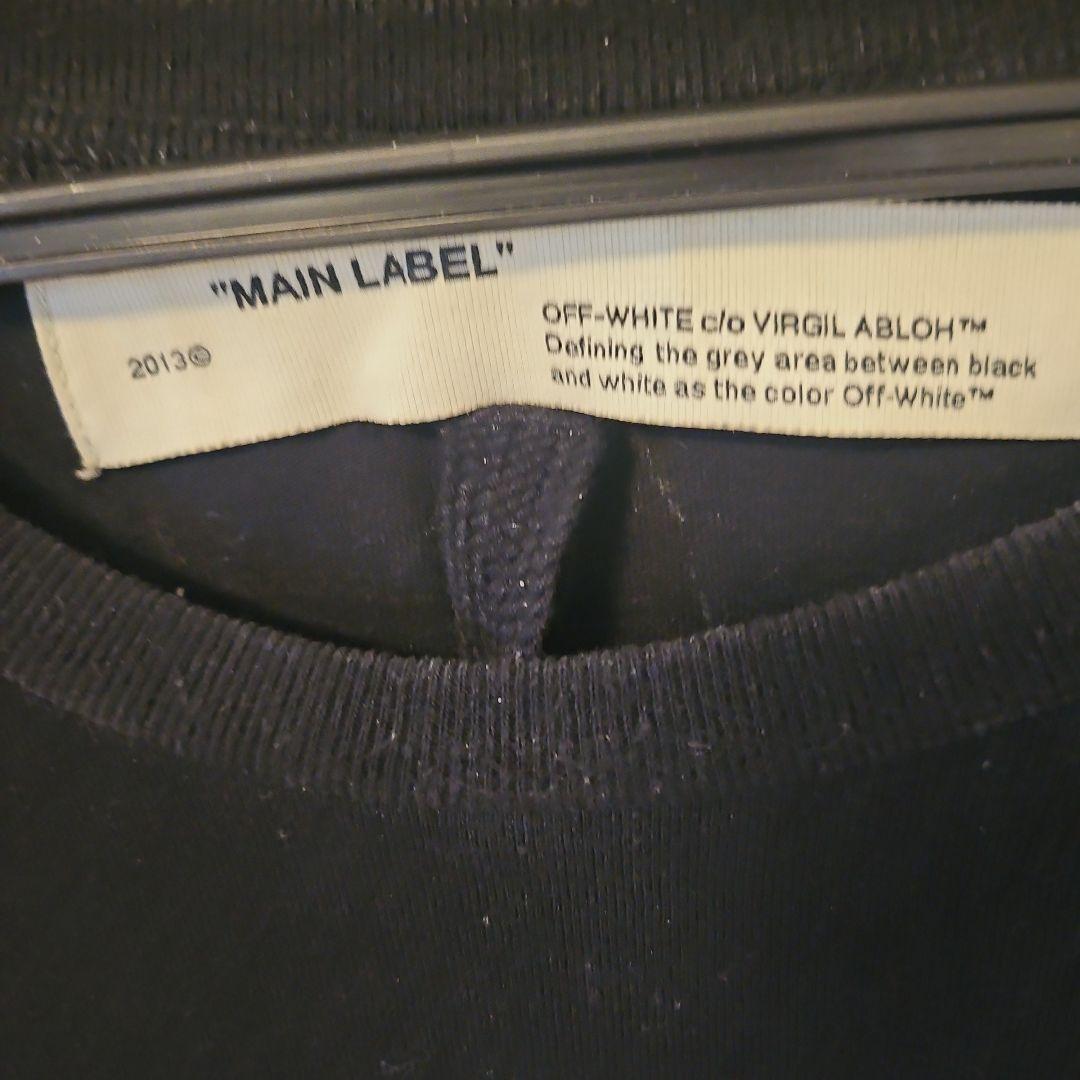 "MAIN LABEL"
2013©
OFF-WHITE c/o VIRGIL ABLOH™
Defining the grey area between black
and white as the color Off-White™